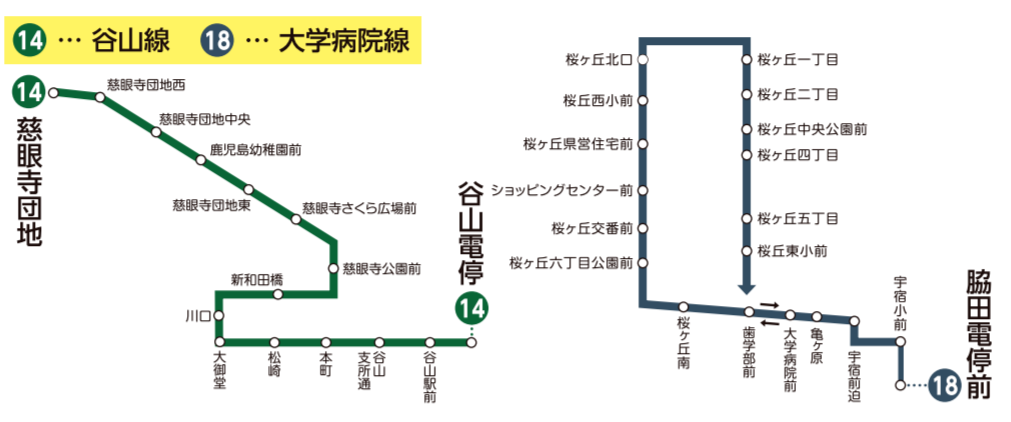 14 … 谷山線 18 … 大学病院線
14
慈眼寺団地
慈眼寺団地西
慈眼寺団地中央
鹿児島幼稚園前
慈眼寺団地東
慈眼寺さくら広場前
慈眼寺公園前
新和田橋
川口
大御堂
松崎
本町
谷山
支所通
谷山駅前
谷山電停
14
桜ヶ丘北口
桜丘西小前
桜ヶ丘県営住宅前
ショッピングセンター前
桜ヶ丘交番前
桜ヶ丘六丁目公園前
桜ヶ丘一丁目
桜ヶ丘二丁目
桜ヶ丘中央公園前
桜ヶ丘四丁目
桜ヶ丘五丁目
桜丘東小前
桜ヶ丘南
歯学部前
大学病院前
亀ヶ原
宇宿前迫
宇宿小前
脇田電停前
18